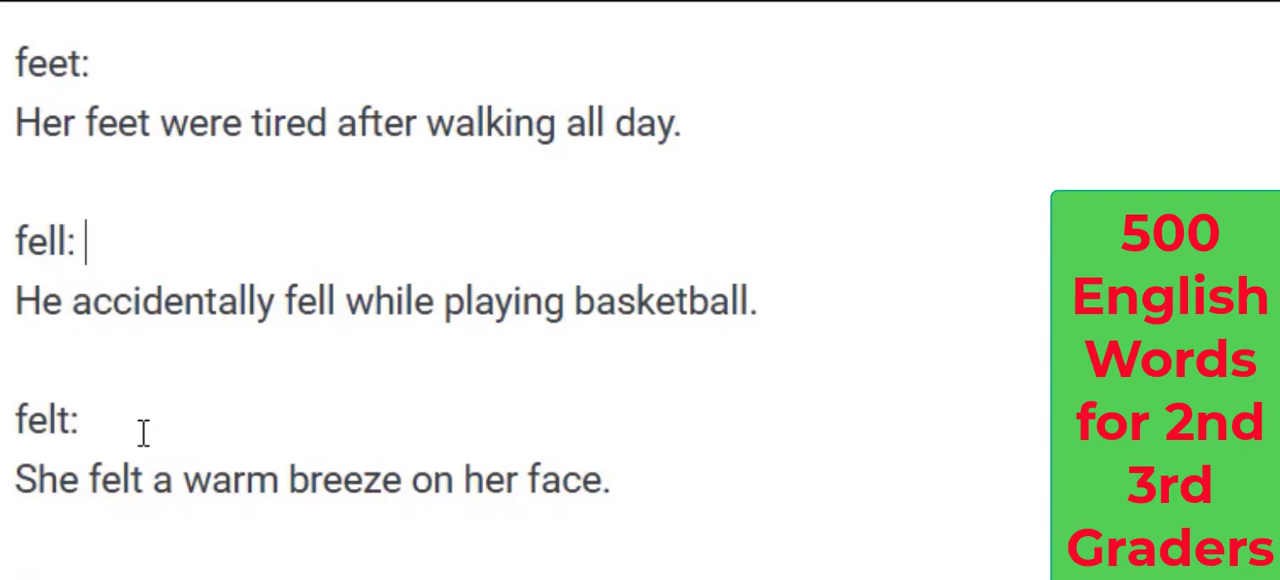 feet:
Her feet were tired after walking all day.
fell:
He accidentally fell while playing basketball.
felt:
She felt a warm breeze on her face.
500
English
Words
for 2nd
3rd
Graders